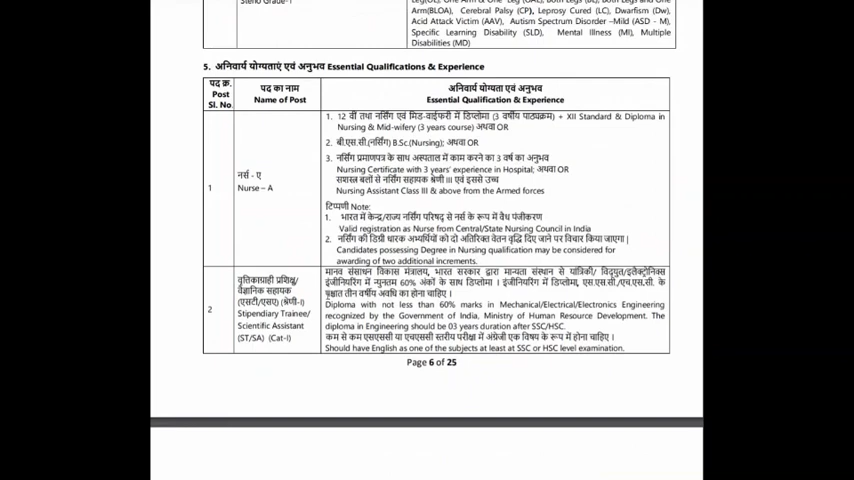 Steno Grade-1
Leg(OL), One Arm & One Leg (OAL), Both Legs (BL), Both Legs and One
Arm(BLOA), Cerebral Palsy (CP), Leprosy Cured (LC), Dwarfism (Dw),
Acid Attack Victim (AAV), Autism Spectrum Disorder –Mild (ASD - M),
Specific Learning Disability (SLD), Mental Illness (MI), Multiple
Disabilities (MD)
5. अनिवार्य योग्यताएं एवं अनुभव Essential Qualifications & Experience
पद क्र.
Post
Sl. No.
पद का नाम
Name of Post
अनिवार्य योग्यता एवं अनुभव
Essential Qualification & Experience
1
नर्स - ए
Nurse – A
1. 12 वीं तथा नर्सिंग एवं मिड-वाईफरी में डिप्लोमा (3 वर्षीय पाठ्यक्रम) + XII Standard & Diploma in
Nursing & Mid-wifery (3 years course) अथवा OR
2. बी.एस.सी.(नर्सिंग) B.Sc.(Nursing); अथवा OR
3. नर्सिंग प्रमाणपत्र के साथ अस्पताल में काम करने का 3 वर्ष का अनुभव
Nursing Certificate with 3 years' experience in Hospital; अथवा OR
सशस्त्र बलों से नर्सिंग सहायक श्रेणी III एवं इससे उच्च
Nursing Assistant Class III & above from the Armed forces
टिप्पणी Note:
1. भारत में केन्द्र/राज्य नर्सिंग परिषद् से नर्स के रूप में वैध पंजीकरण
Valid registration as Nurse from Central/State Nursing Council in India
2. नर्सिंग की डिग्री धारक अभ्यर्थियों को दो अतिरिक्त वेतन वृद्धि दिए जाने पर विचार किया जाएगा|
Candidates possessing Degree in Nursing qualification may be considered for
awarding of two additional increments.
2
वृत्तिकाग्राही प्रशिक्षु/
वैज्ञानिक सहायक
(एसटी/एसए) (श्रेणी-I)
Stipendiary Trainee/
Scientific Assistant
(ST/SA) (Cat-I)
मानव संसाधन विकास मंत्रालय, भारत सरकार द्वारा मान्यता संस्थान से यांत्रिकी/ विद्युत/इलेक्ट्रोनिक्स
इंजीनियरिंग में न्युनतम 60% अंकों के साथ डिप्लोमा । इंजीनियरिंग में डिप्लोमा, एस.एस.सी./एच.एस.सी. के
पृश्चात तीन वर्षीय अवधि का होना चाहिए ।
Diploma with not less than 60% marks in Mechanical/Electrical/Electronics Engineering
recognized by the Government of India, Ministry of Human Resource Development. The
diploma in Engineering should be 03 years duration after SSC/HSC.
कम से कम एसएससी या एचएससी स्तरीय परीक्षा में अंग्रेजी एक विषय के रूप में होना चाहिए ।
Should have English as one of the subjects at least at SSC or HSC level examination.
Page 6 of 25